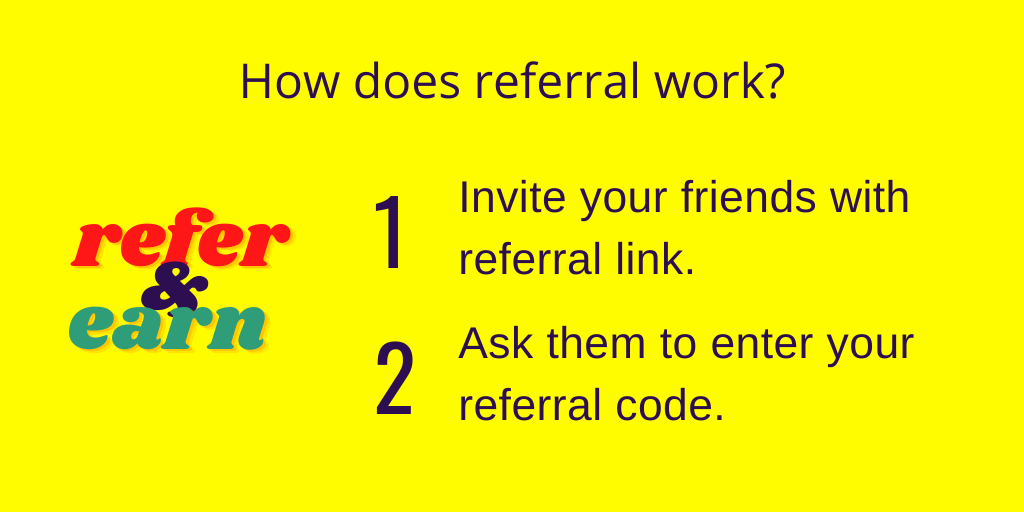 How does referral work?
refer
&
earn
1
Invite your friends with
referral link.
2
Ask them to enter your
referral code.